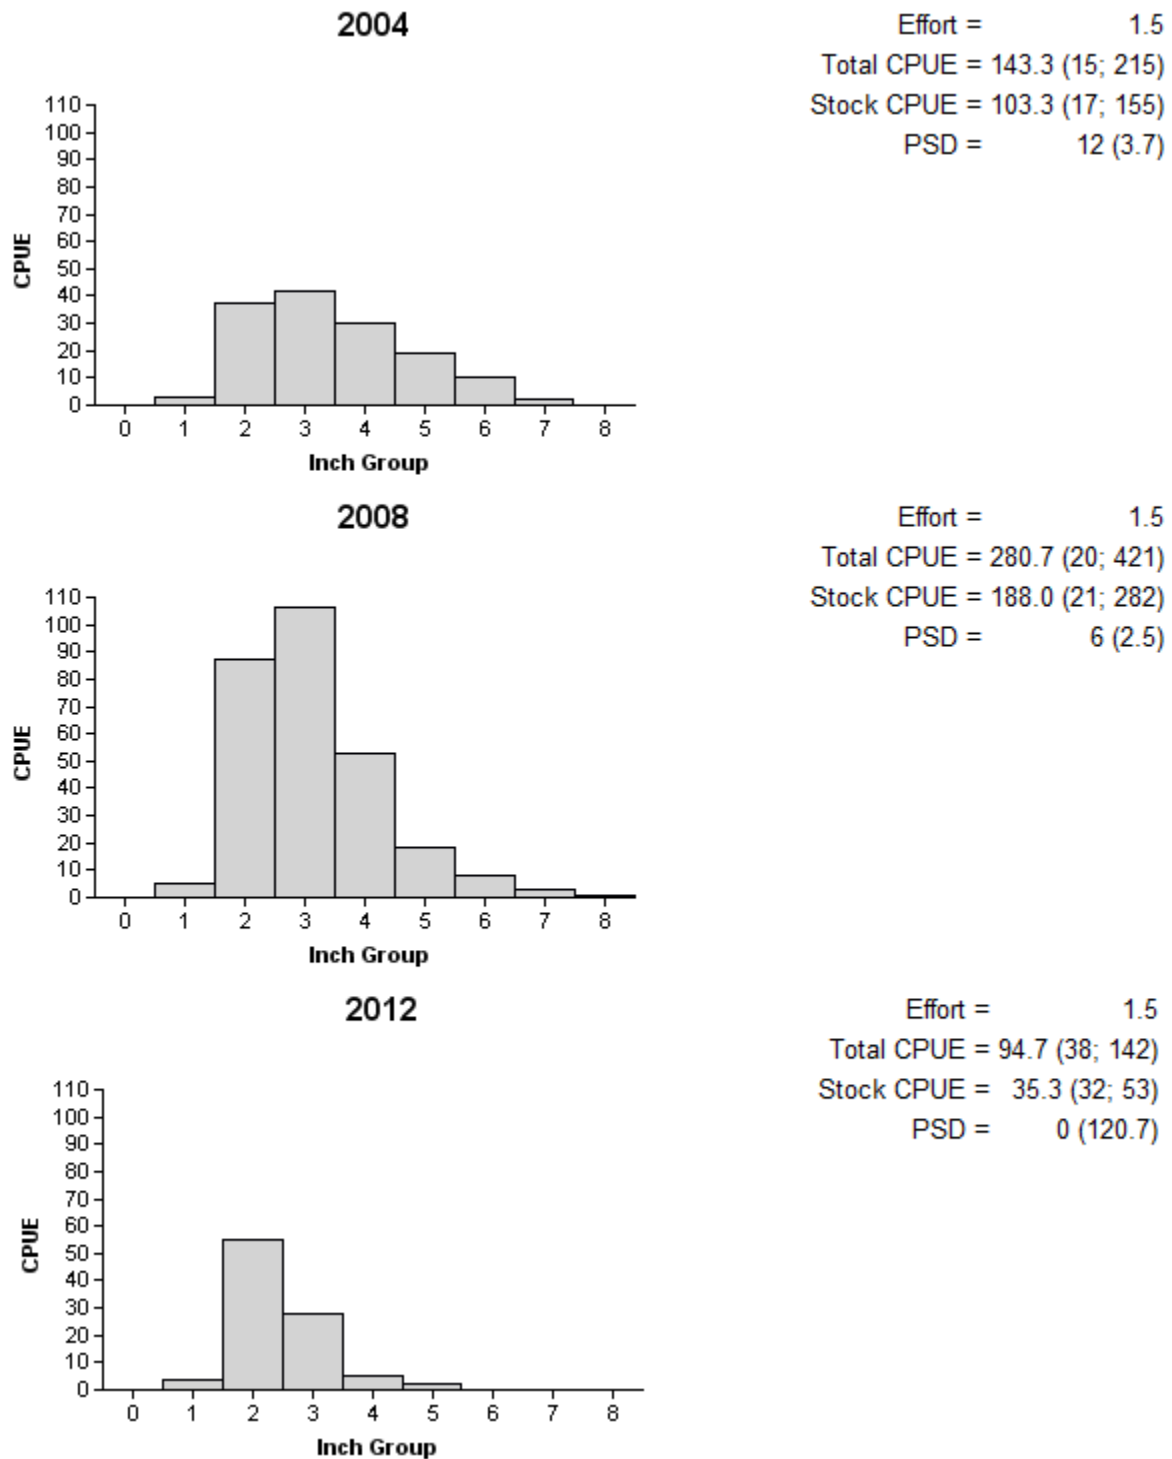 2004
Effort = 1.5
Total CPUE = 143.3 (15; 215)
Stock CPUE = 103.3 (17; 155)
PSD = 12 (3.7)
110
100
90
80
70
60
50
40
30
20
10
0
CPUE
0 1 2 3 4 5 6 7 8
Inch Group
2008
Effort = 1.5
Total CPUE = 280.7 (20; 421)
Stock CPUE = 188.0 (21; 282)
PSD = 6 (2.5)
110
100
90
80
70
60
50
40
30
20
10
0
CPUE
0 1 2 3 4 5 6 7 8
Inch Group
2012
Effort = 1.5
Total CPUE = 94.7 (38; 142)
Stock CPUE = 35.3 (32; 53)
PSD = 0 (120.7)
110
100
90
80
70
60
50
40
30
20
10
0
CPUE
0 1 2 3 4 5 6 7 8
Inch Group